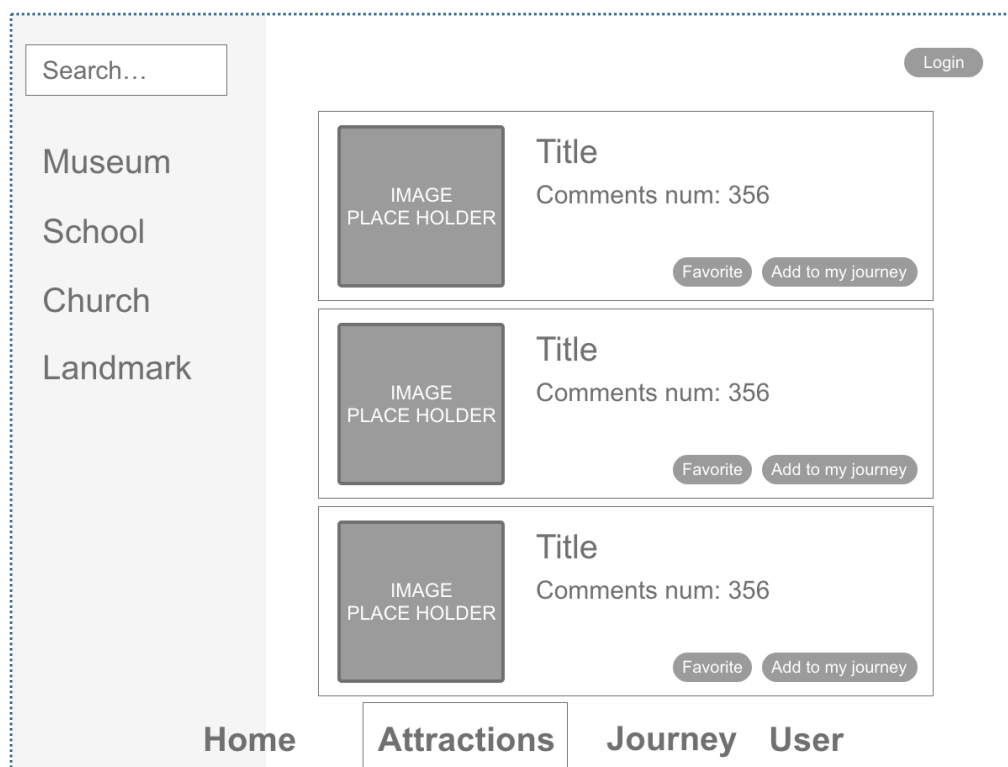 Search…
Login
Museum
School
Church
Landmark
IMAGE
PLACE HOLDER
Title
Comments num: 356
Favorite
Add to my journey
IMAGE
PLACE HOLDER
Title
Comments num: 356
Favorite
Add to my journey
IMAGE
PLACE HOLDER
Title
Comments num: 356
Favorite
Add to my journey
Home
Attractions
Journey
User